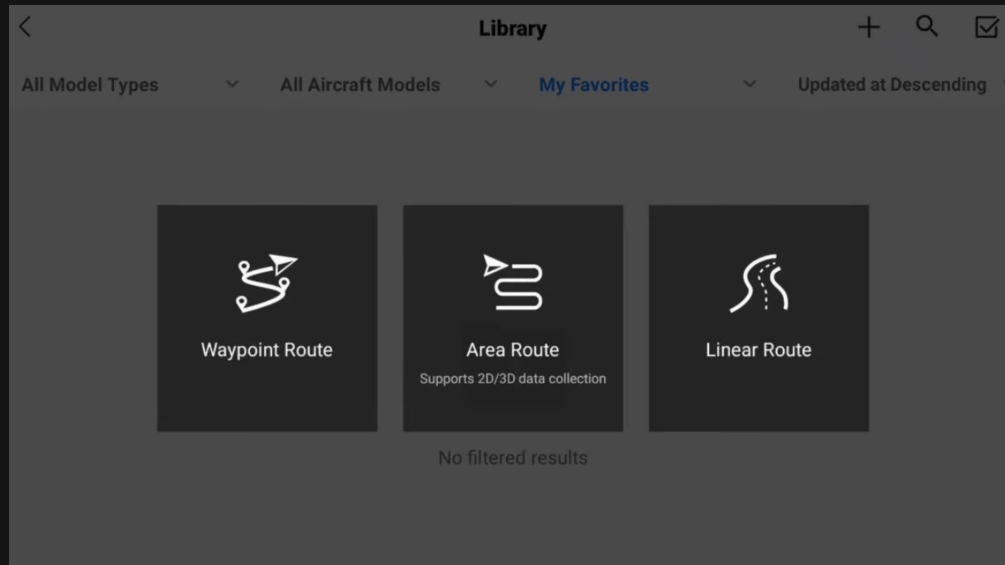 Library
All Model Types All Aircraft Models My Favorites Updated at Descending
Waypoint Route Area Route Linear Route
Supports 2D/3D data collection
No filtered results